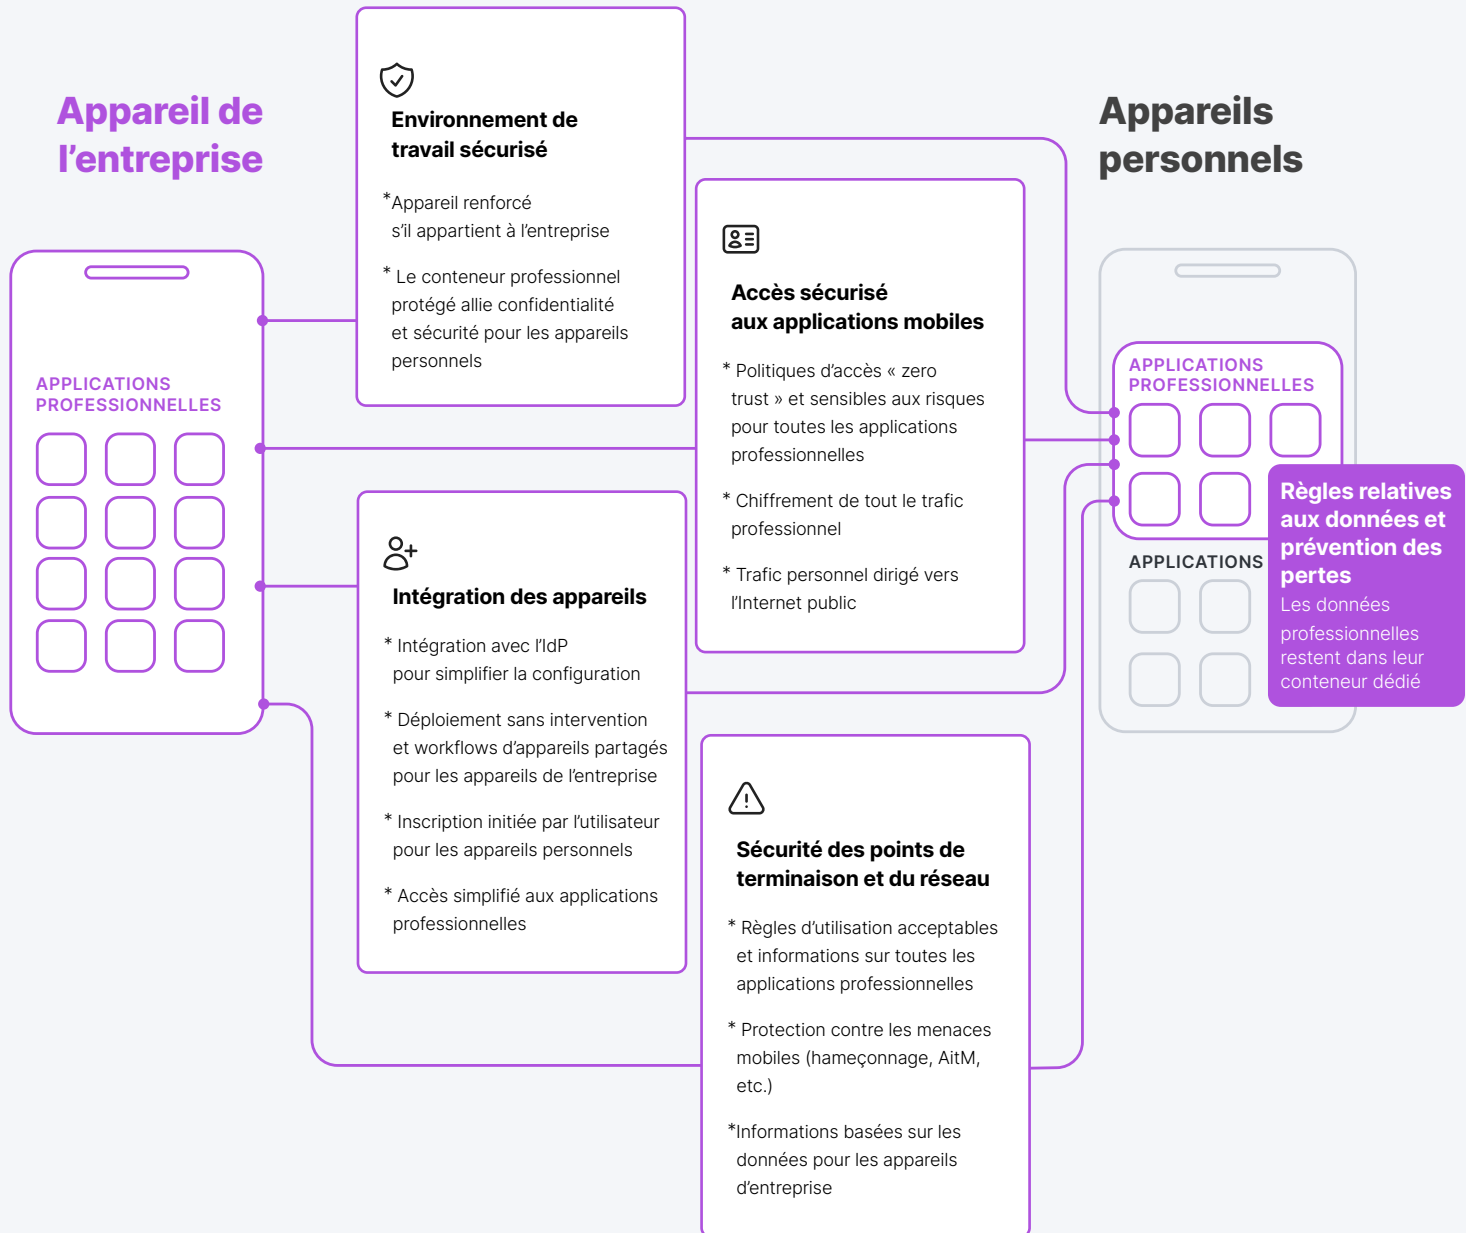 Appareil de
l’entreprise
APPLICATIONS
PROFESSIONNELLES
Environnement de
travail sécurisé
*Appareil renforcé
s’il appartient à l’entreprise
* Le conteneur professionnel
protégé allie confidentialité
et sécurité pour les appareils
personnels
Accès sécurisé
aux applications mobiles
* Politiques d’accès « zero
trust » et sensibles aux risques
pour toutes les applications
professionnelles
* Chiffrement de tout le trafic
professionnel
* Trafic personnel dirigé vers
l’Internet public
Intégration des appareils
* Intégration avec l’IdP
pour simplifier la configuration
* Déploiement sans intervention
et workflows d’appareils partagés
pour les appareils de l’entreprise
* Inscription initiée par l’utilisateur
pour les appareils personnels
* Accès simplifié aux applications
professionnelles
Sécurité des points de
terminaison et du réseau
* Règles d’utilisation acceptables
et informations sur toutes les
applications professionnelles
* Protection contre les menaces
mobiles (hameçonnage, AitM,
etc.)
*Informations basées sur les
données pour les appareils
d’entreprise
Appareils
personnels
APPLICATIONS
PROFESSIONNELLES
APPLICATIONS
Règles relatives
aux données et
prévention des
pertes
Les données
professionnelles
restent dans leur
conteneur dédié